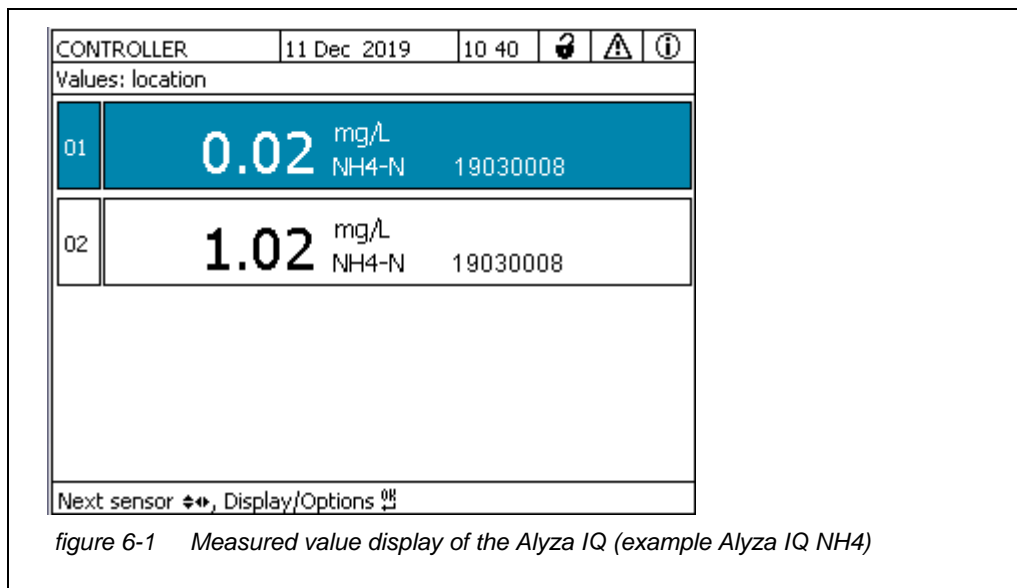 CONTROLLER 11 Dec 2019 10 40
Values: location
01 0.02 mg/L NH4-N 19030008
02 1.02 mg/L NH4-N 19030008
Next sensor , Display/Options OK
figure 6-1 Measured value display of the Alyza IQ (example Alyza IQ NH4)